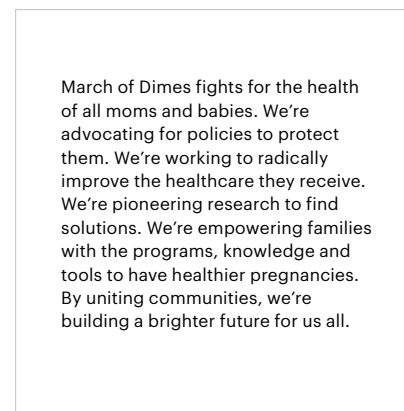 March of Dimes fights for the health
of all moms and babies. We’re
advocating for policies to protect
them. We’re working to radically
improve the healthcare they receive.
We’re pioneering research to find
solutions. We’re empowering families
with the programs, knowledge and
tools to have healthier pregnancies.
By uniting communities, we’re
building a brighter future for us all.